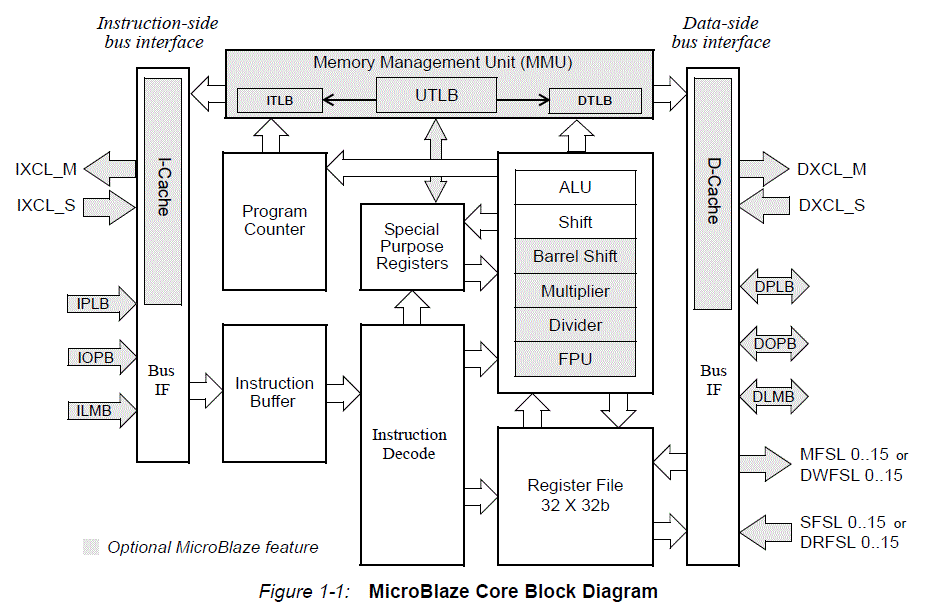 Instruction-side
bus interface
Data-side
bus interface
Memory Management Unit (MMU)
ITLB
UTLB
DTLB
I-Cache
D-Cache
IXCL_M
IXCL_S
DXCL_M
DXCL_S
Program
Counter
Special
Purpose
Registers
ALU
Shift
Barrel Shift
Multiplier
Divider
FPU
IPLB
IOPB
ILMB
Bus
IF
Instruction
Buffer
Instruction
Decode
Register File
32 X 32b
Bus
IF
DPLB
DOPB
DLMB
MFSL 0..15 or
DWFSL 0..15
SFSL 0..15 or
DRFSL 0..15
Optional MicroBlaze feature
Figure 1-1: MicroBlaze Core Block Diagram